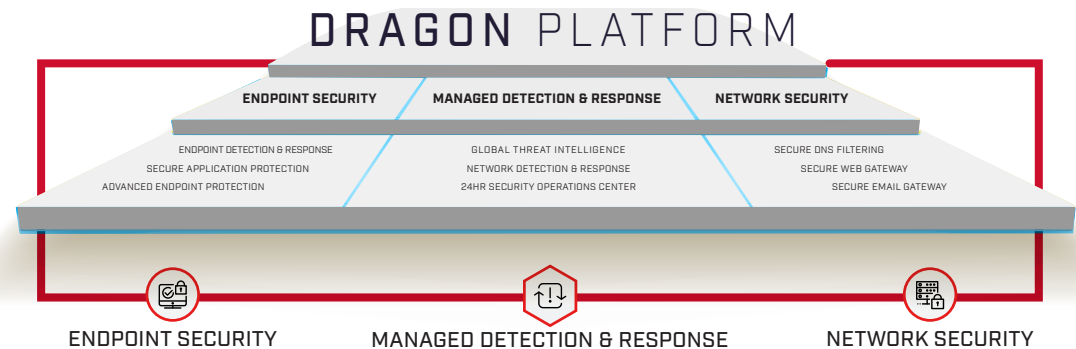 DRAGON PLATFORM
ENDPOINT SECURITY
MANAGED DETECTION & RESPONSE
NETWORK SECURITY
ENDPOINT DETECTION & RESPONSE
SECURE APPLICATION PROTECTION
ADVANCED ENDPOINT PROTECTION
GLOBAL THREAT INTELLIGENCE
NETWORK DETECTION & RESPONSE
24HR SECURITY OPERATIONS CENTER
SECURE DNS FILTERING
SECURE WEB GATEWAY
SECURE EMAIL GATEWAY
ENDPOINT SECURITY
MANAGED DETECTION & RESPONSE
NETWORK SECURITY